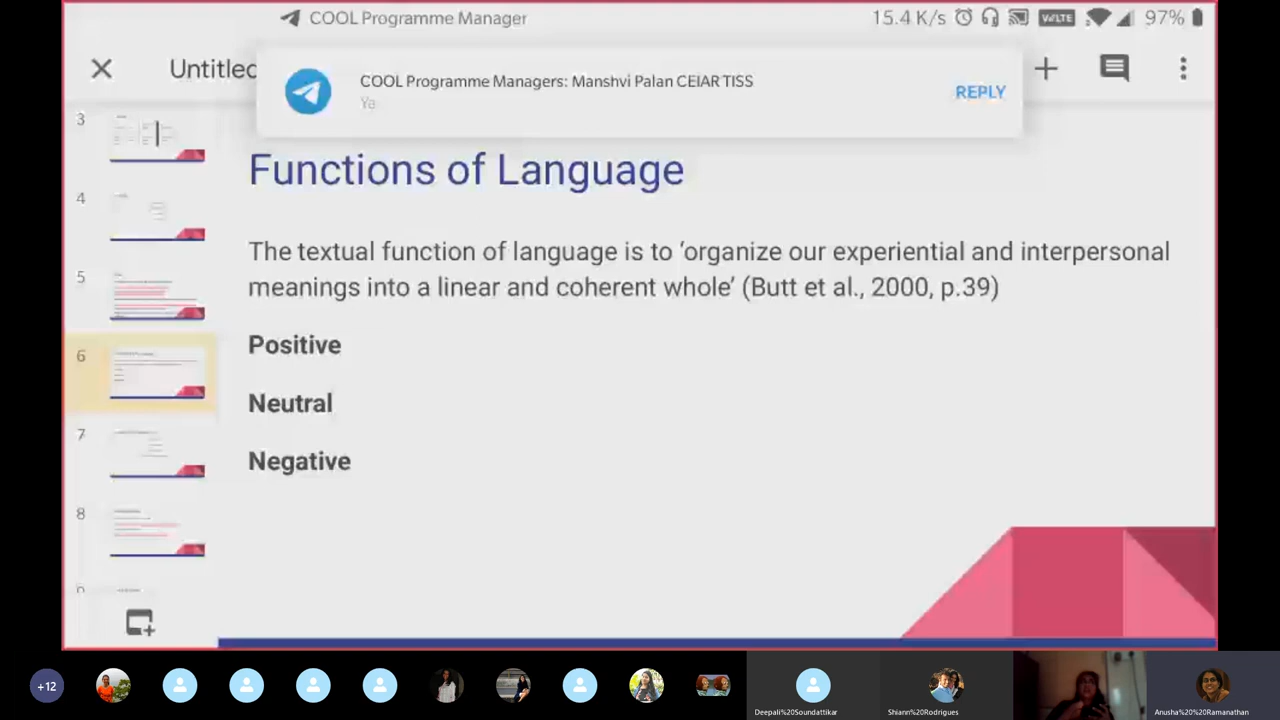 COOL Programme Manager
15.4 K/s
VoLTE
97%
Untitled
COOL Programme Managers: Manshvi Palan CEIAR TISS
Ya
REPLY
3
4
5
6
7
8
Functions of Language
The textual function of language is to ‘organize our experiential and interpersonal
meanings into a linear and coherent whole’ (Butt et al., 2000, p.39)
Positive
Neutral
Negative
+12
Deepali%20Soundattikar
Shiann%20Rodrigues
Anusha%20%20Ramanathan